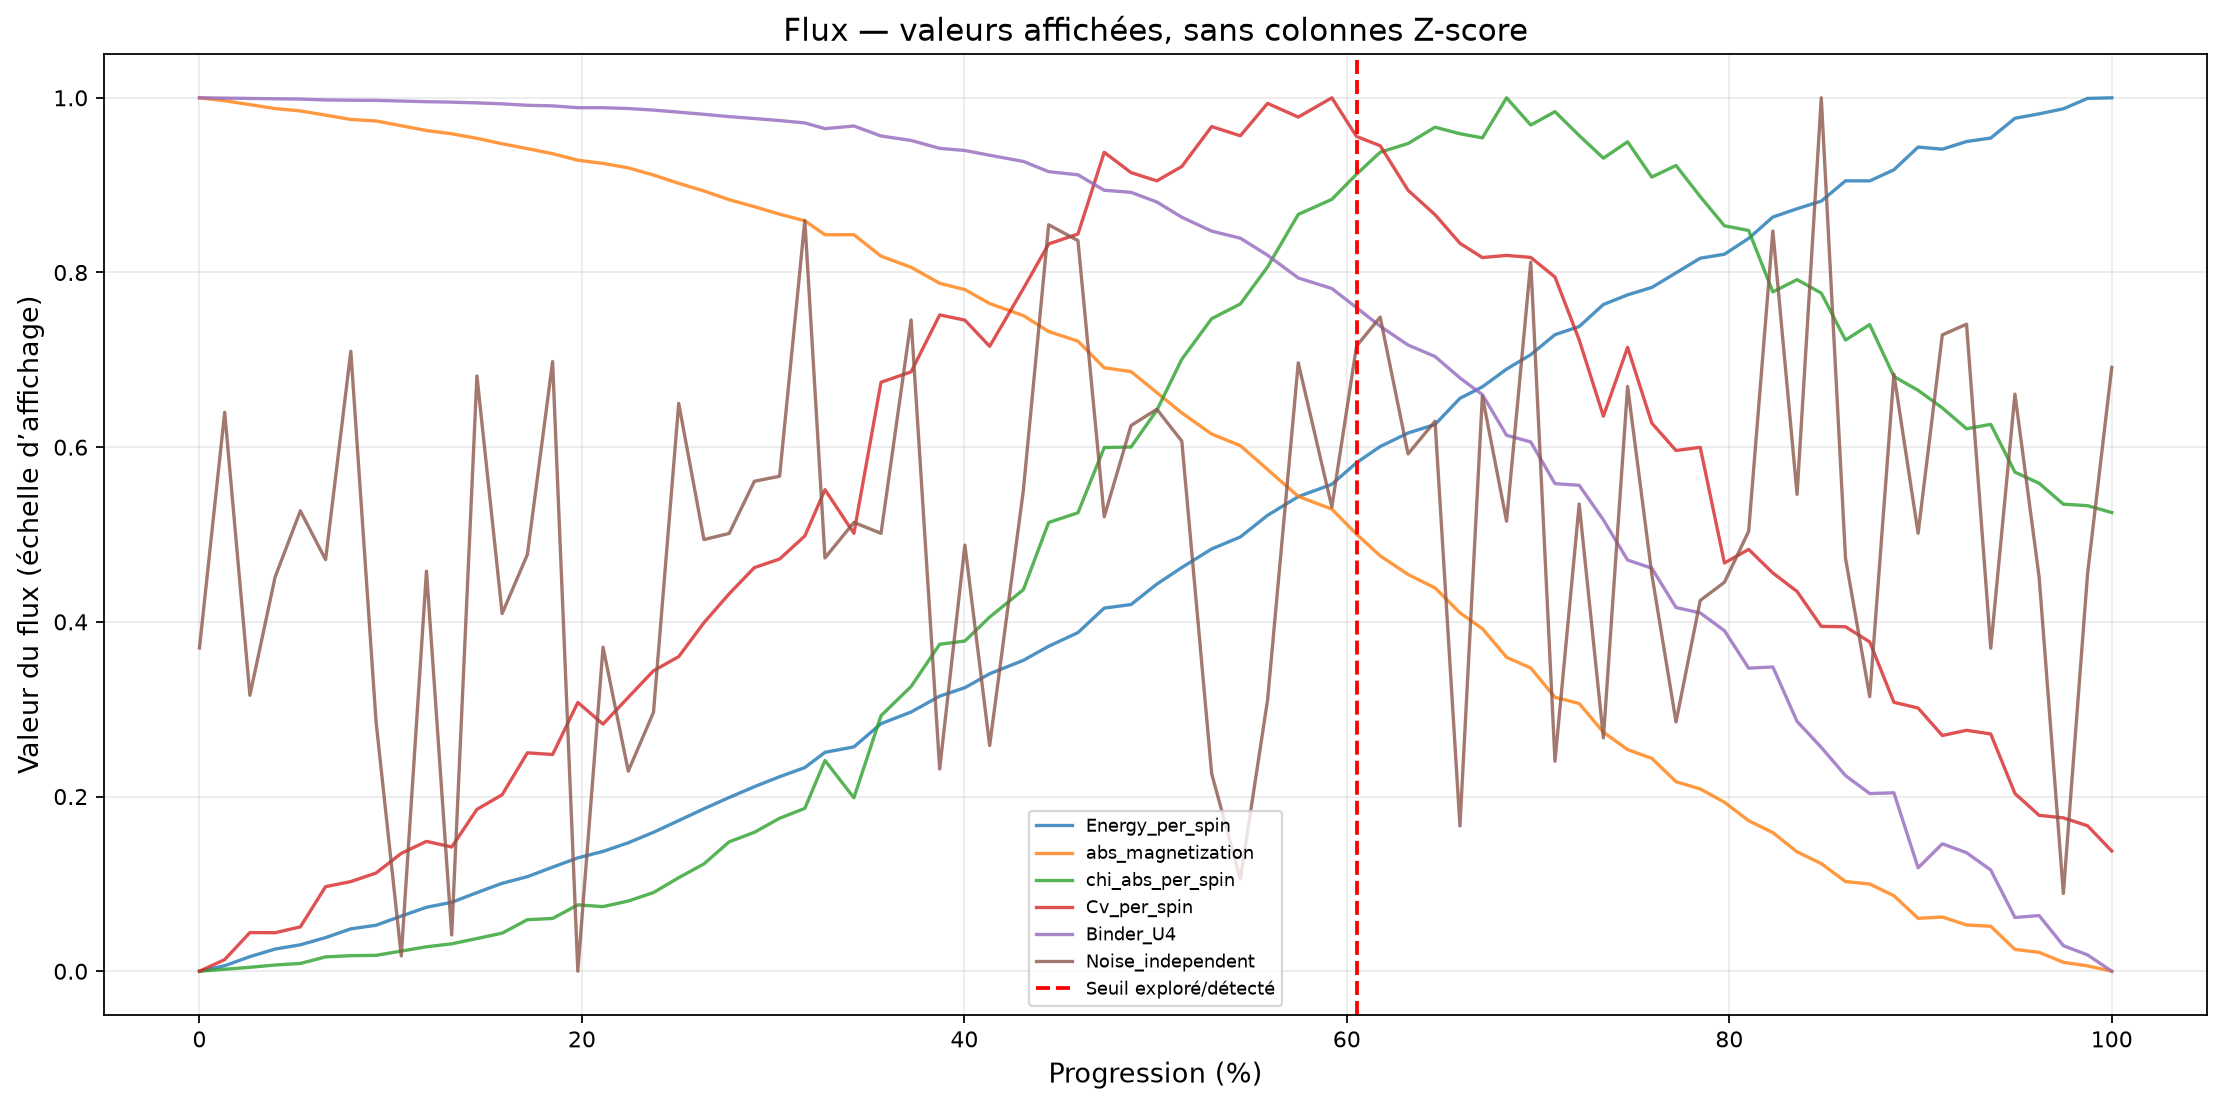 Flux — valeurs affichées, sans colonnes Z-score
Valeur du flux (échelle d’affichage)
1.0
0.8
0.6
0.4
0.2
0.0
Energy_per_spin
abs_magnetization
chi_abs_per_spin
Cv_per_spin
Binder_U4
Noise_independent
Seuil exploré/détecté
0 20 40 60 80 100
Progression (%)